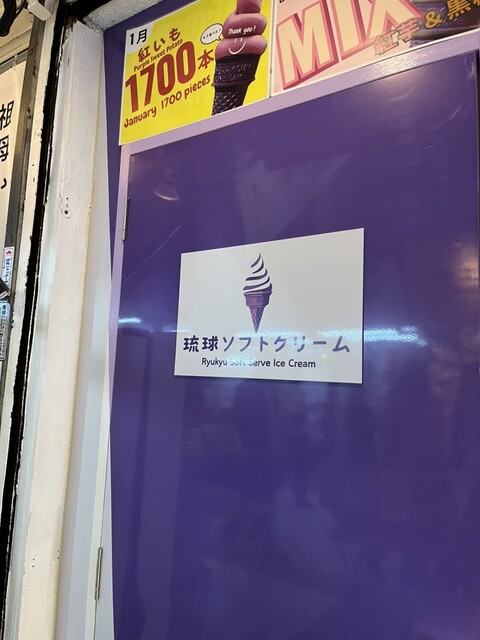 1月
紅いも
Purple Sweet Potato
1700本
January 1700 pieces
Thank you!
MIX
紅芋&黒
琉球ソフトクリーム
Ryukyu Soft Serve Ice Cream